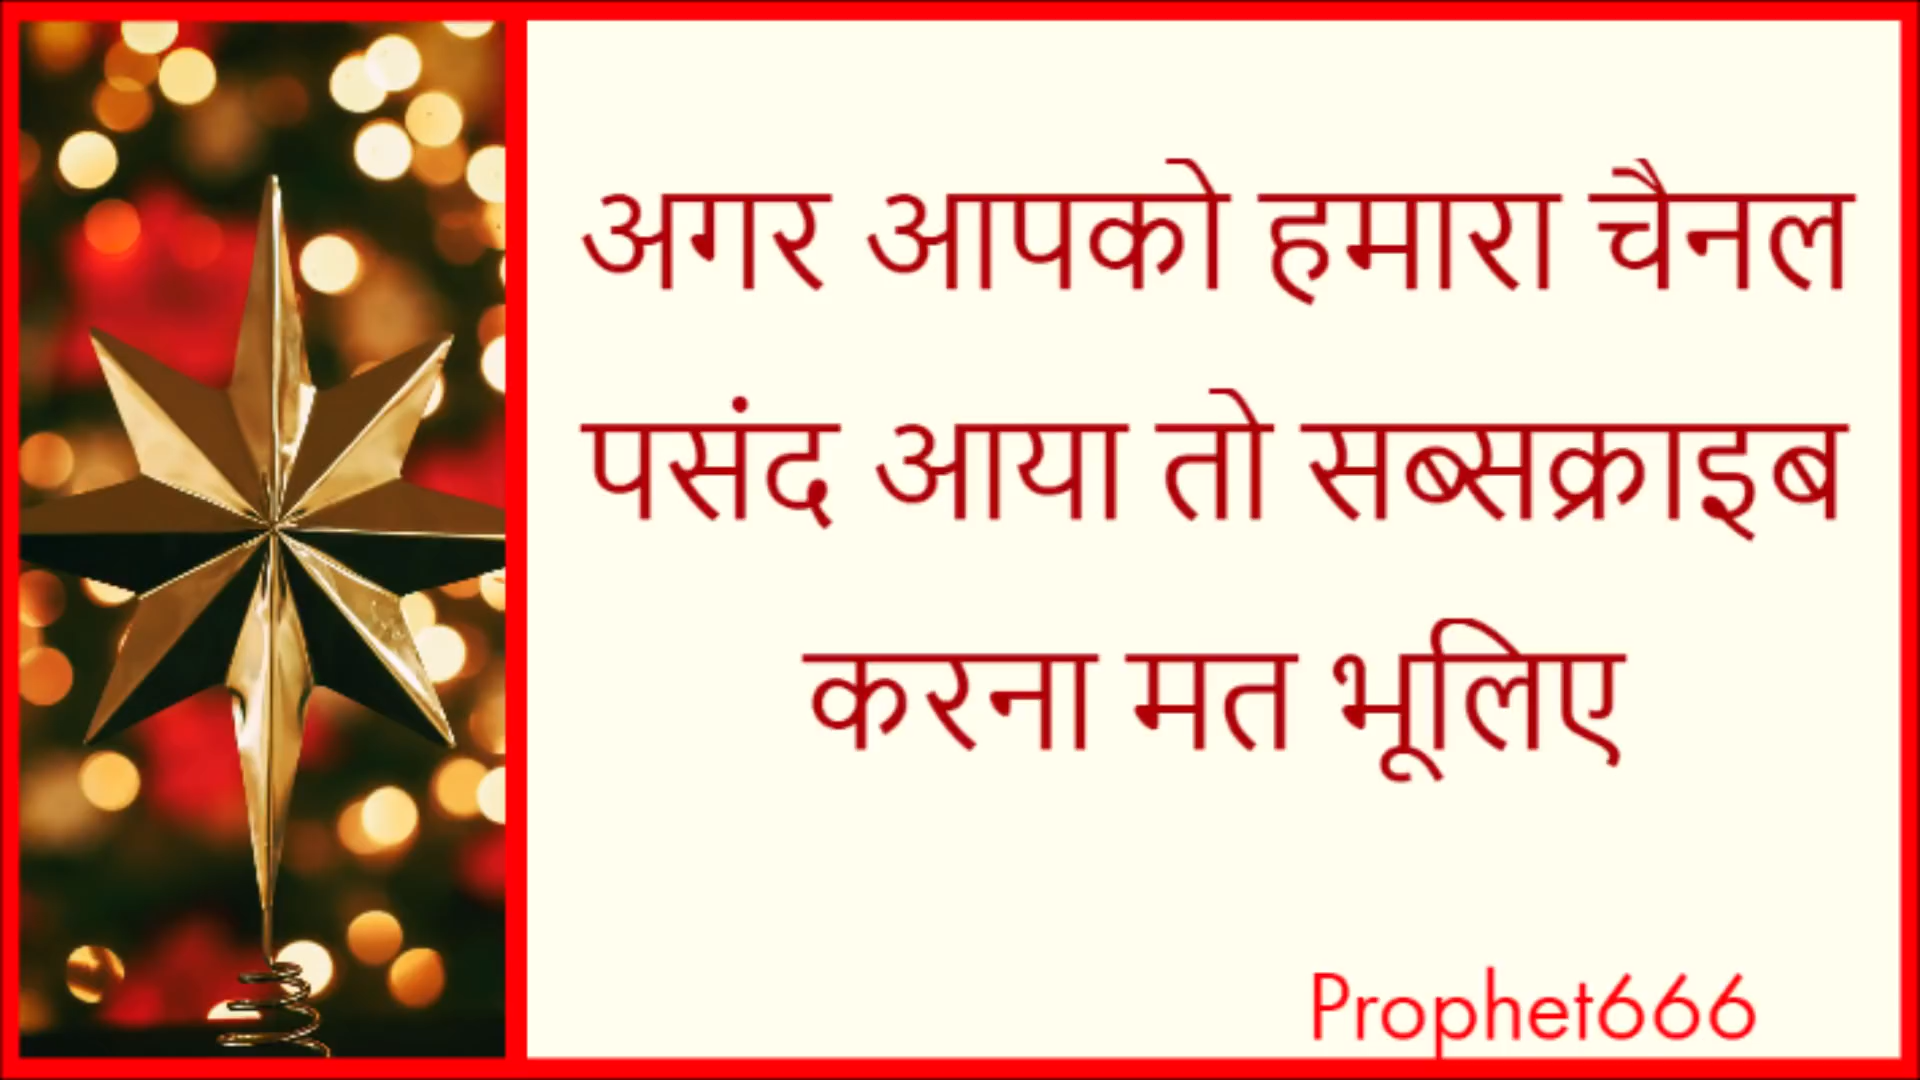 अगर आपको हमारा चैनल
पसंद आया तो सब्सक्राइब
करना मत भूलिए
Prophet666